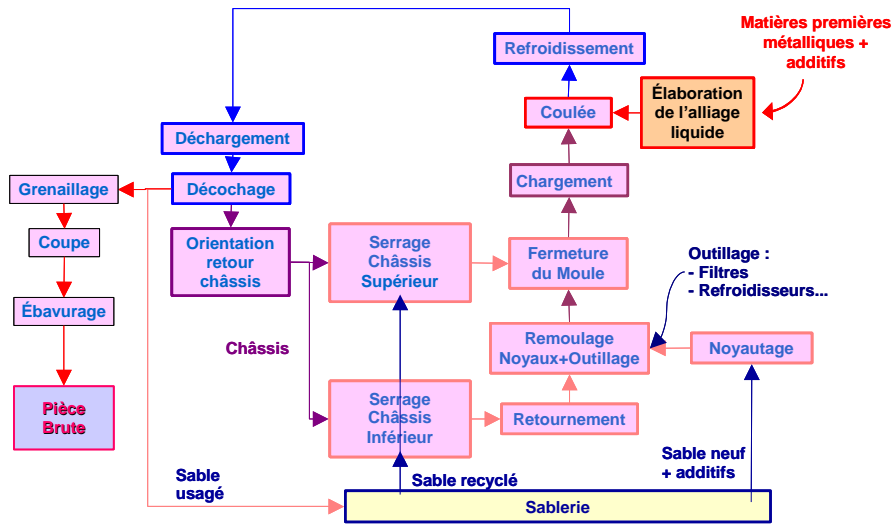 Refroidissement
Matières premières
métalliques +
additifs
Élaboration
de l'alliage
liquide
Coulée
Déchargement
Chargement
Grenaillage
Décochage
Coupe
Orientation
retour
châssis
Serrage
Châssis
Supérieur
Fermeture
du Moule
Outillage :
- Filtres
- Refroidisseurs...
Ébavurage
Châssis
Remoulage
Noyaux+Outillage
Noyautage
Pièce
Brute
Serrage
Châssis
Inférieur
Retournement
Sable
usagé
Sable recyclé
Sable neuf
+ additifs
Sablerie